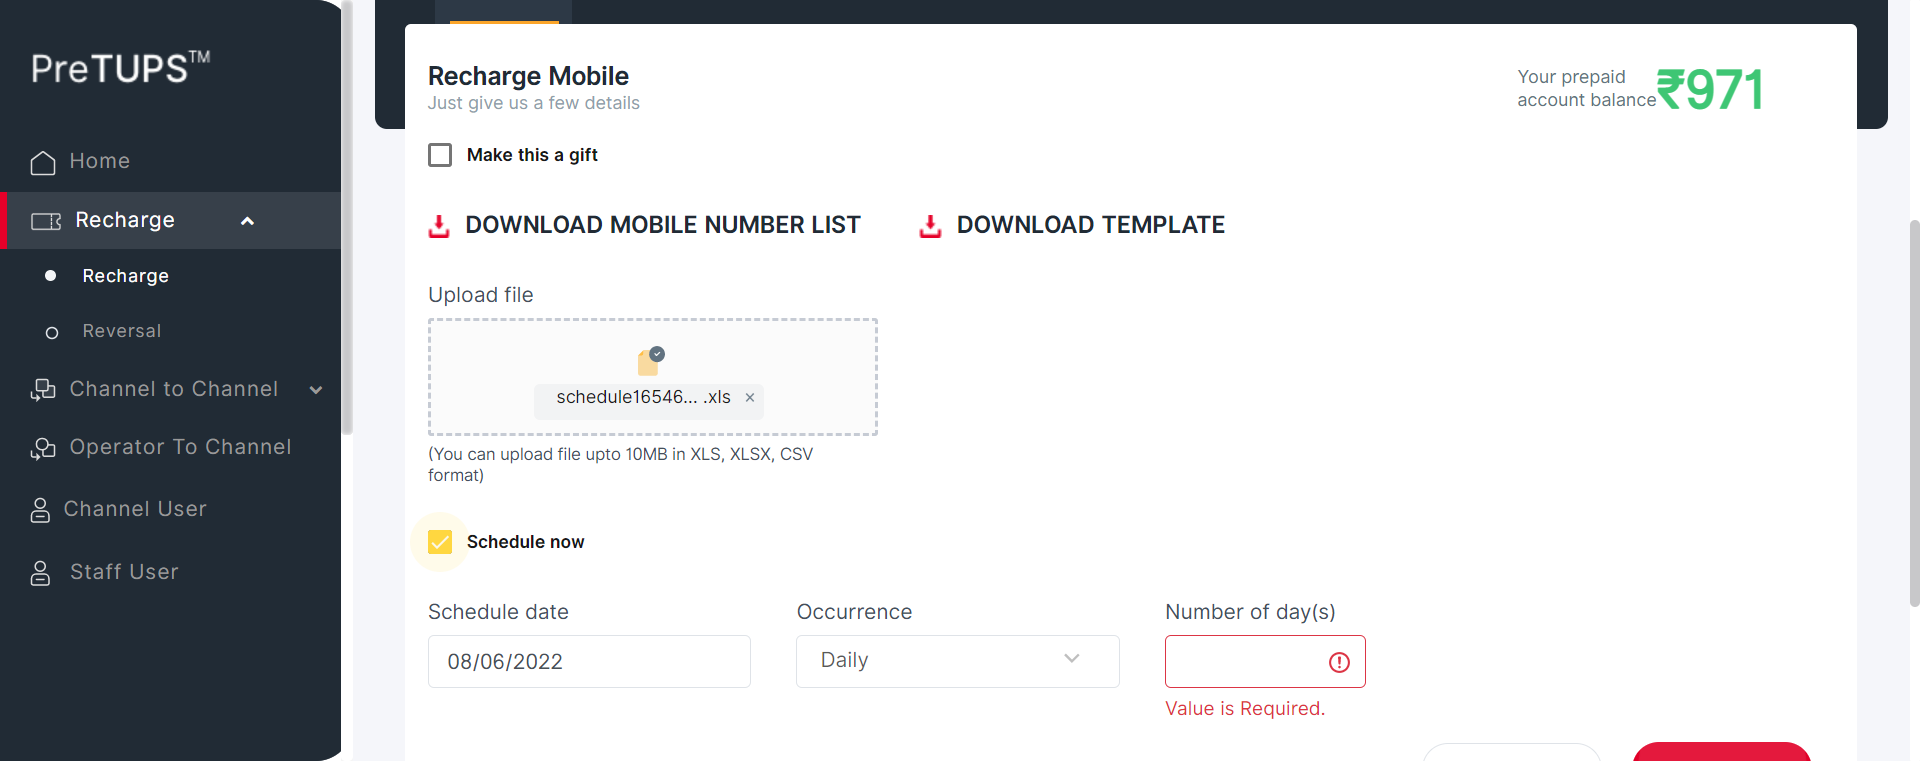 PreTUPS™
Home
Recharge
Recharge
Reversal
Channel to Channel
Operator To Channel
Channel User
Staff User
Recharge Mobile
Just give us a few details
Your prepaid
account balance
₹971
Make this a gift
DOWNLOAD MOBILE NUMBER LIST
DOWNLOAD TEMPLATE
Upload file
schedule16546... .xls ×
(You can upload file upto 10MB in XLS, XLSX, CSV
format)
Schedule now
Schedule date
08/06/2022
Occurrence
Daily
Number of day(s)
Value is Required.